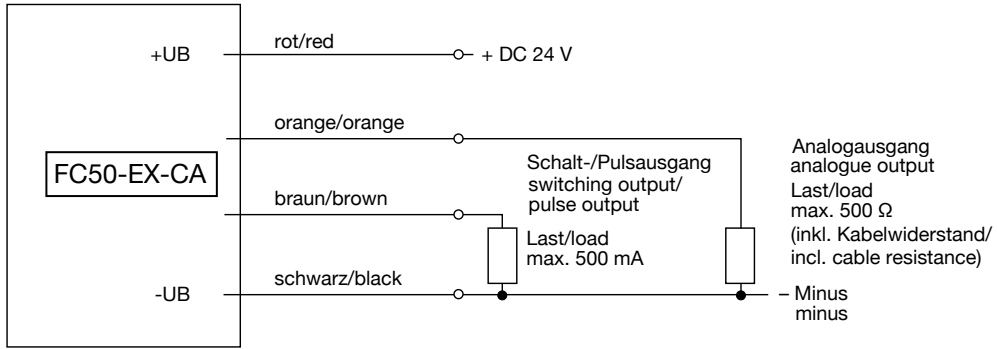 +UB
rot/red
+ DC 24 V
orange/orange
FC50-EX-CA
Schalt-/Pulsausgang
switching output/
pulse output
Analogausgang
analogue output
Last/load
max. 500 Ω
(inkl. Kabelwiderstand/
incl. cable resistance)
braun/brown
Last/load
max. 500 mA
-UB
schwarz/black
– Minus
minus